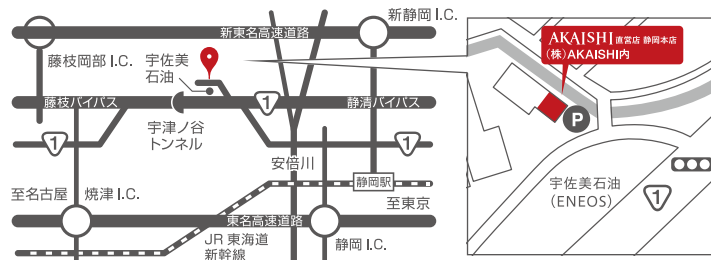 新静岡 I.C.
新東名高速道路
藤枝岡部 I.C.
宇佐美
石油
藤枝バイパス
1
静清バイパス
宇津ノ谷
トンネル
1
1
安倍川
静岡駅
至名古屋
焼津 I.C.
至東京
東名高速道路
JR 東海道
新幹線
静岡 I.C.
AKAISHI 直営店 静岡本店
(株)AKAISHI内
P
宇佐美石油
(ENEOS)
1